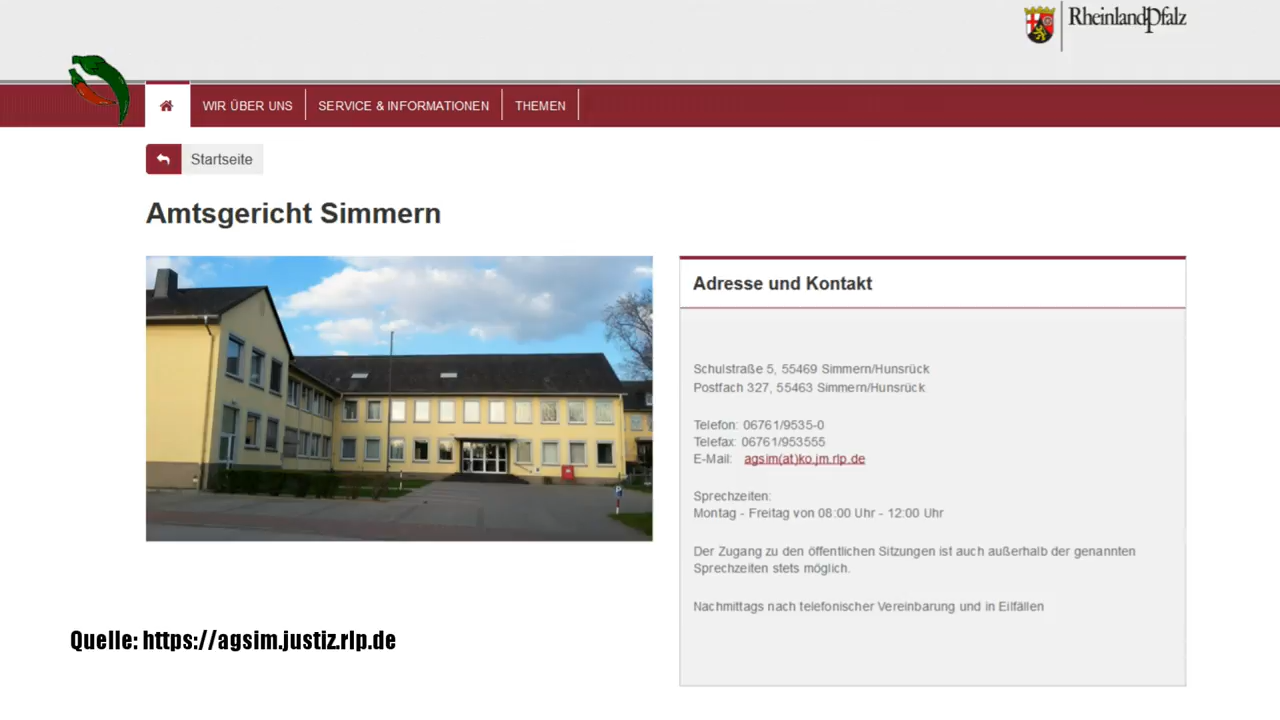 RheinlandPfalz
WIR ÜBER UNS
SERVICE & INFORMATIONEN
THEMEN
Startseite
Amtsgericht Simmern
Adresse und Kontakt
Schulstraße 5, 55469 Simmern/Hunsrück
Postfach 327, 55463 Simmern/Hunsrück
Telefon: 06761/9535-0
Telefax: 06761/953555
E-Mail: agsim(at)ko.jm.rlp.de
Sprechzeiten:
Montag - Freitag von 08:00 Uhr - 12:00 Uhr
Der Zugang zu den öffentlichen Sitzungen ist auch außerhalb der genannten
Sprechzeiten stets möglich.
Nachmittags nach telefonischer Vereinbarung und in Eilfällen
Quelle: https://agsim.justiz.rlp.de